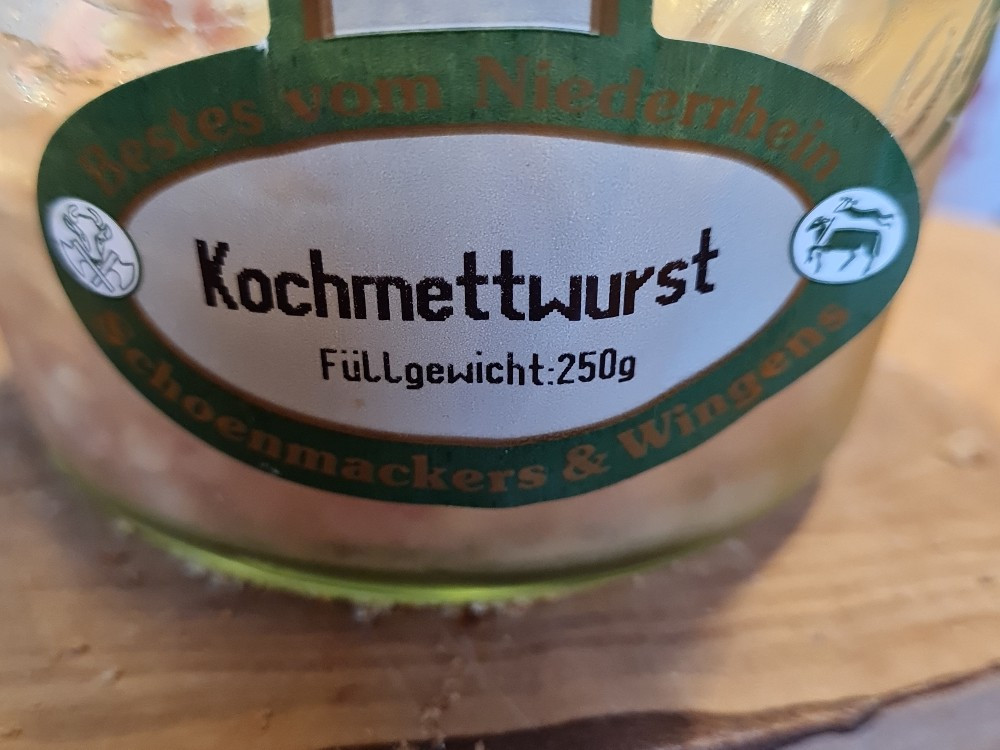 Bestes vom Niederrhein
Kochmettwurst
Füllgewicht:250g
Schoenmackers & Wingens